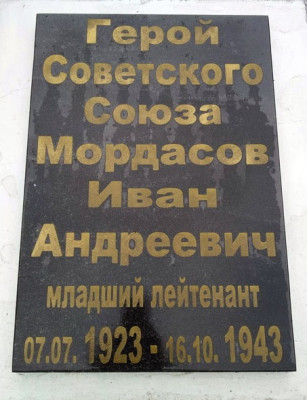 Герой
Советского
Союза
Мордасов
Иван
Андреевич
младший лейтенант
07.07. 1923 - 16.10. 1943